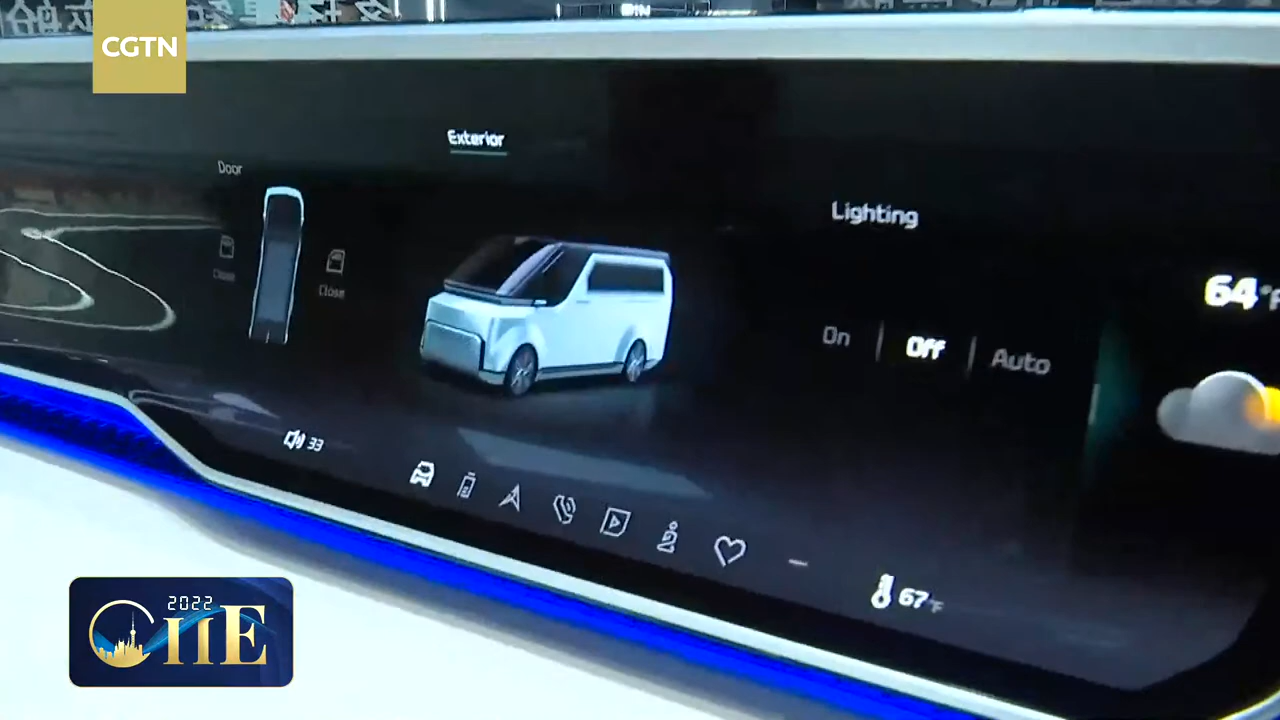 CGTN
Exterior
Door
Lighting
Close
Close
64°F
On
Off
Auto
33
67°F
2022
CIIE